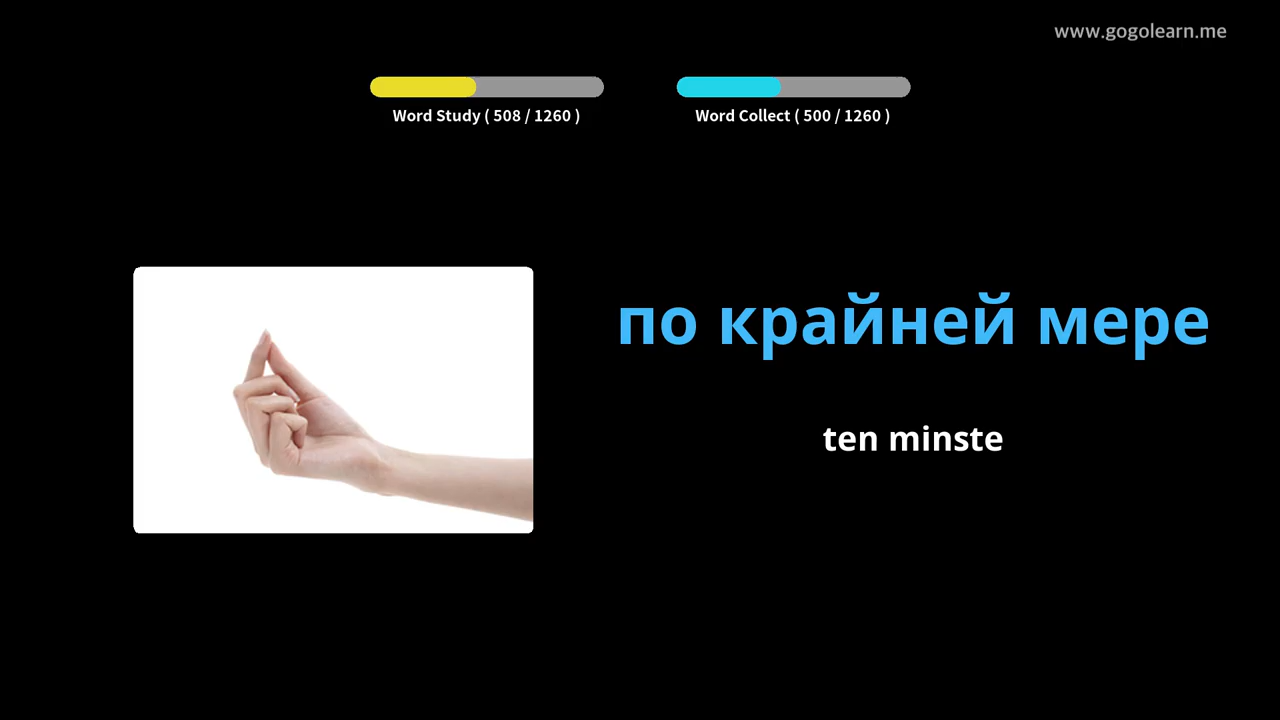 www.gogolearn.me
Word Study ( 508 / 1260 )
Word Collect ( 500 / 1260 )
по крайней мере
ten minste